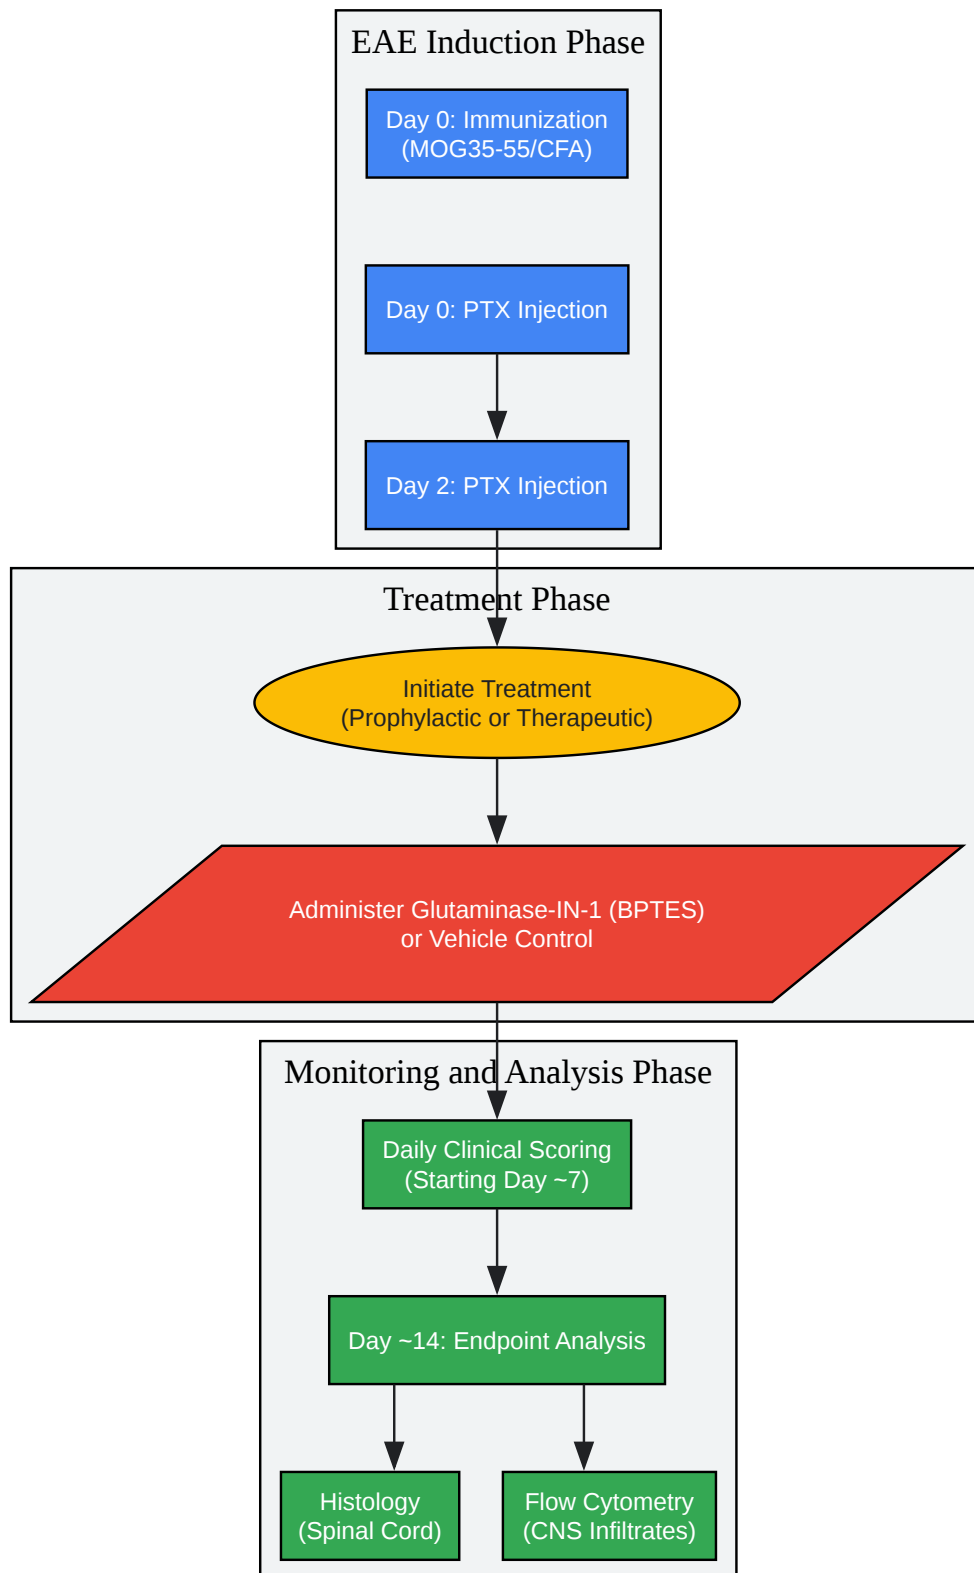 EAE Induction Phase
Day 0: Immunization
(MOG35-55/CFA)
Day 0: PTX Injection
Day 2: PTX Injection
Treatment Phase
Initiate Treatment
(Prophylactic or Therapeutic)
Administer Glutaminase-IN-1 (BPTES)
or Vehicle Control
Monitoring and Analysis Phase
Daily Clinical Scoring
(Starting Day ~7)
Day ~14: Endpoint Analysis
Histology
(Spinal Cord)
Flow Cytometry
(CNS Infiltrates)